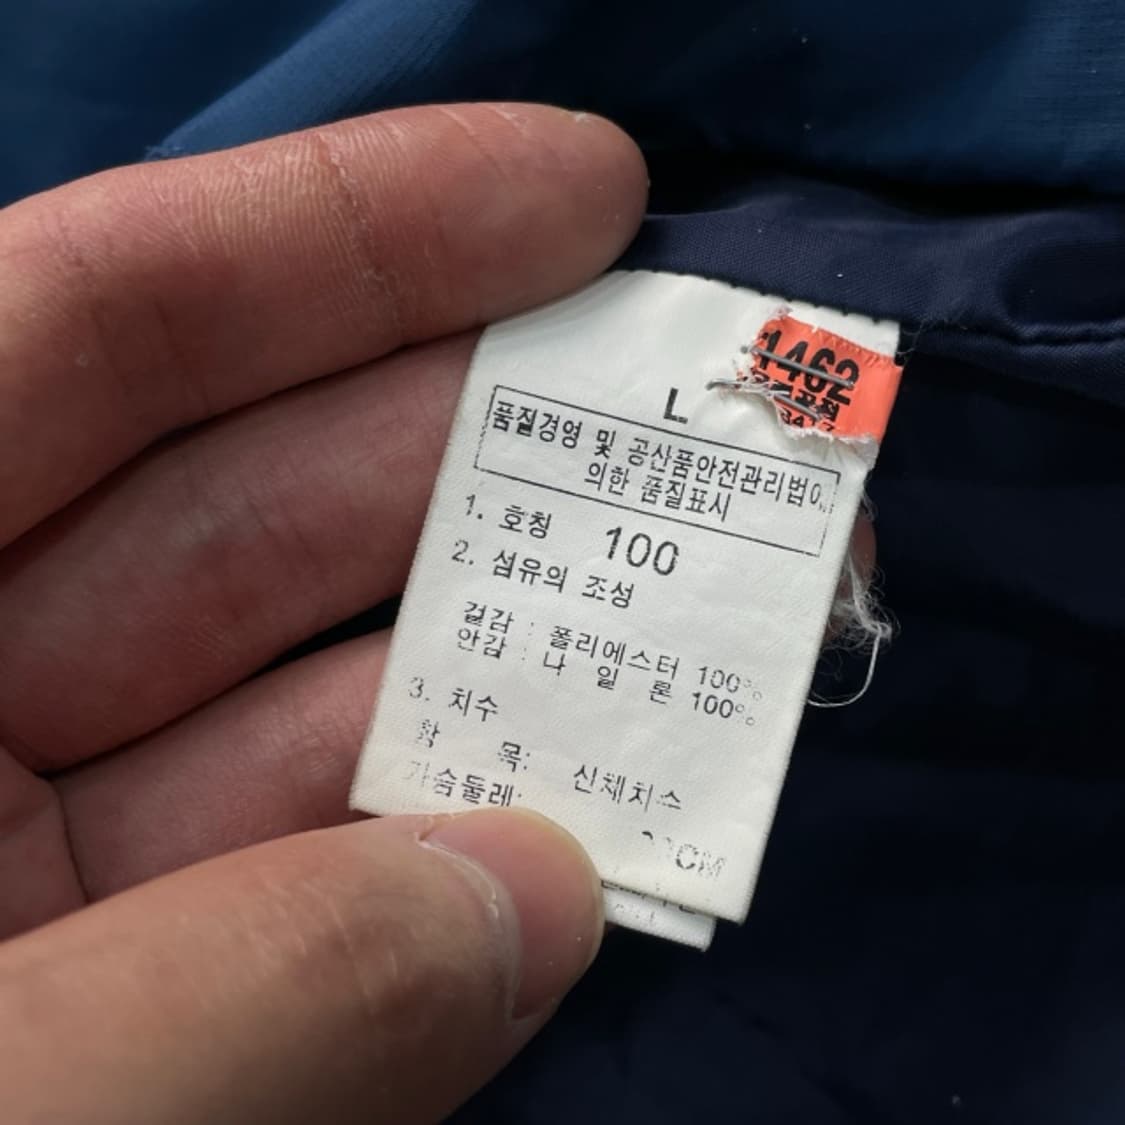 1462
L
품질경영 및 공산품안전관리법에
의한 품질표시
1. 호칭 100
2. 섬유의 조성
겉감 : 폴리에스터 100%
안감 : 나 일 론 100%
3. 치수
항 목: 신체치수
가슴둘레:
CM